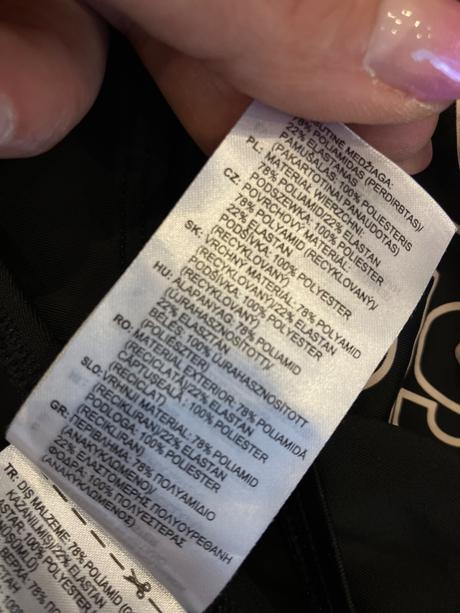 78% POLIAMIDAS (PERDIRBTAS)/
22% ELASTANAS
PAMUŠALAS: 100% POLIESTERIS
(PAKARTOTINAI PANAUDOTAS)
PL: MATERIAŁ WIERZCHNI:
78% POLIAMID/22% ELASTAN
PODSZEWKA: 100% POLYESTER
CZ: POVRCHOVÝ MATERIÁL:
78% POLYAMID (RECYKLOVANÝ)/
22% ELASTAN
PODŠÍVKA: 100% POLYESTER
(RECYKLOVANÝ)
SK: VRCHNÝ MATERIÁL: 78% POLYAMID
(RECYKLOVANÝ)/22% ELASTAN
PODŠÍVKA: 100% POLYESTER
(RECYKLOVANÝ)
HU: ALAPANYAG: 78% POLIAMID
(ÚJRAHASZNOSÍTOTT)/
22% ELASZTÁN
BÉLÉS: 100% ÚJRAHASZNOSÍTOTT
(POLIÉSZTER)
RO: MATERIAL EXTERIOR: 78% POLIAMIDĂ
(RECICLAT)/22% ELASTAN
CĂPTUȘEALĂ: 100% POLIESTER
(RECICLAT)
SLO: VRHNJI MATERIAL: 78% POLIAMID
(RECIKLIRAN)/22% ELASTAN
PODLOGA: 100% POLIESTER
(RECIKLIRAN)
GR: ΠΕΡΙΒΛΗΜΑ: 78% ΠΟΛΥΑΜΙΔΙΟ
(ΑΝΑΚΥΚΛΩΜΕΝΟ)/
22% ΕΛΑΣΤΟΜΕΡΙΣ ΠΟΛΥΟΥΡΕΘΑΝΗ
ΦΟΔΡΑ: 100% ΠΟΛΥΕΣΤΕΡΑΣ
(ΑΝΑΚΥΚΛΩΜΕΝΟΣ)
TR: DIŞ MALZEME: 78% POLİAMİD
KAZANILMIŞ)/22% ELASTAN
ASTAR: 100% POLYESTER